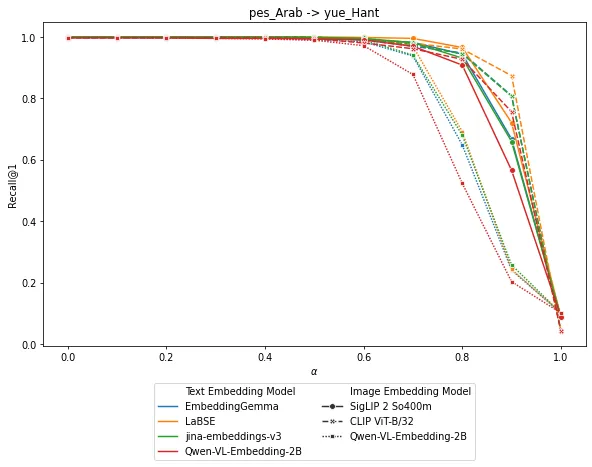 pes_Arab -> yue_Hant
Recall@1
1.0
0.8
0.6
0.4
0.2
0.0
0.0 0.2 0.4 0.6 0.8 1.0
α
Text Embedding Model
EmbeddingGemma
LaBSE
jina-embeddings-v3
Qwen-VL-Embedding-2B
Image Embedding Model
SigLIP 2 So400m
CLIP ViT-B/32
Qwen-VL-Embedding-2B